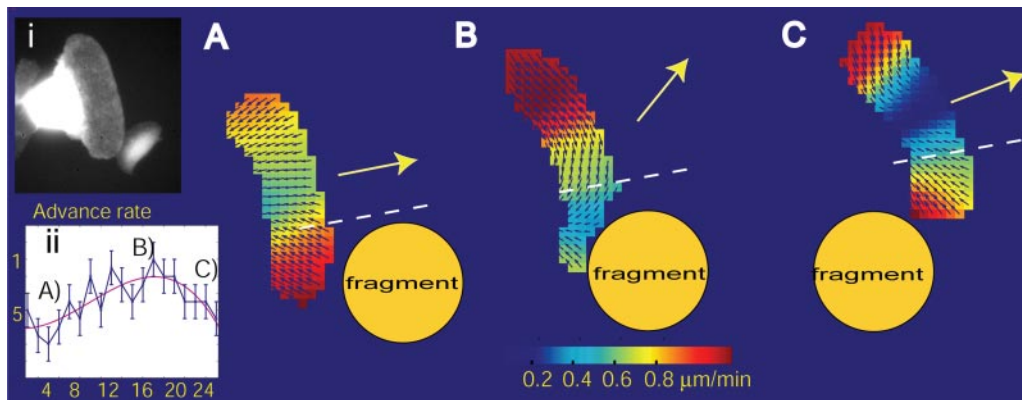 i
A
B
C
Advance rate
ii
1
5
A)
B)
C)
4 8 12 16 20 24
fragment
fragment
fragment
0.2 0.4 0.6 0.8 μm/min